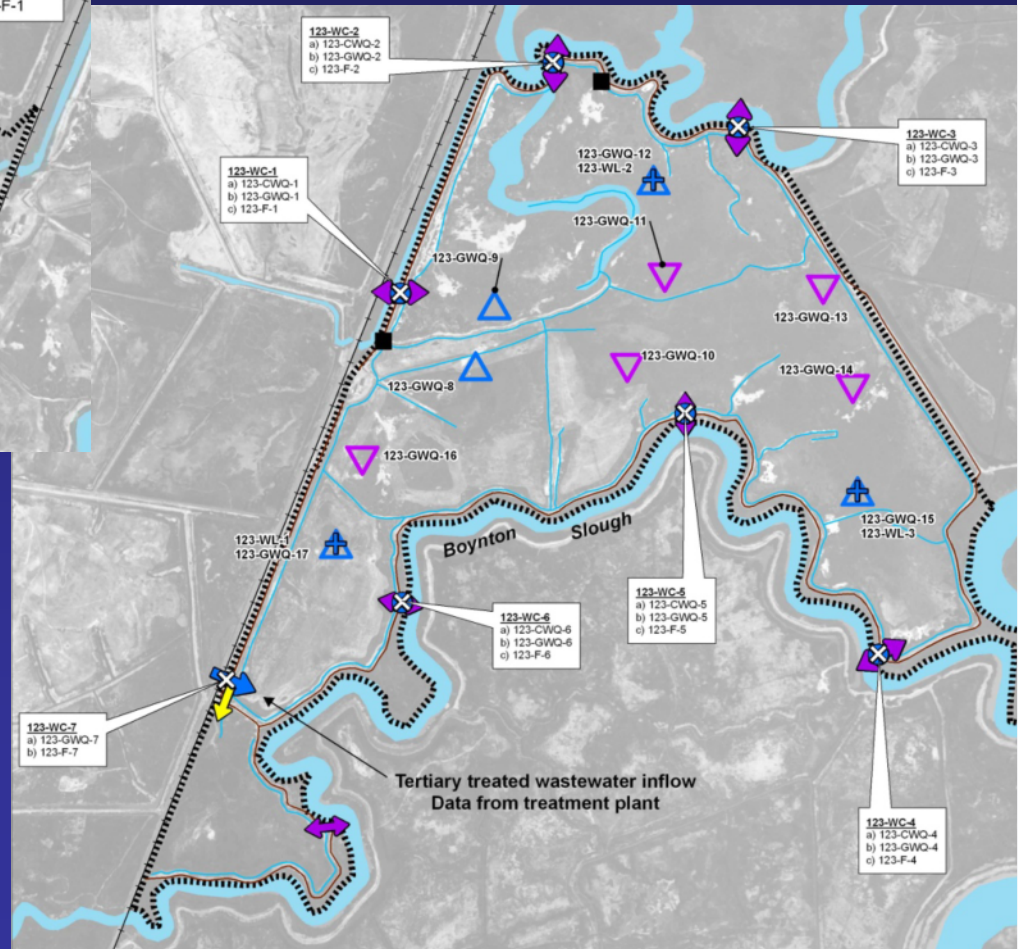 F-1
123-WC-2
a) 123-CWQ-2
b) 123-GWQ-2
c) 123-F-2
123-WC-3
a) 123-CWQ-3
b) 123-GWQ-3
c) 123-F-3
123-GWQ-12
123-WL-2
123-WC-1
a) 123-CWQ-1
b) 123-GWQ-1
c) 123-F-1
123-GWQ-11
123-GWQ-9
123-GWQ-13
123-GWQ-10
123-GWQ-14
123-GWQ-8
123-GWQ-16
123-GWQ-15
123-WL-3
Boynton Slough
123-WL-1
123-GWQ-17
123-WC-5
a) 123-CWQ-5
b) 123-GWQ-5
c) 123-F-5
123-WC-6
a) 123-CWQ-6
b) 123-GWQ-6
c) 123-F-6
123-WC-7
a) 123-GWQ-7
b) 123-F-7
Tertiary treated wastewater inflow
Data from treatment plant
123-WC-4
a) 123-CWQ-4
b) 123-GWQ-4
c) 123-F-4